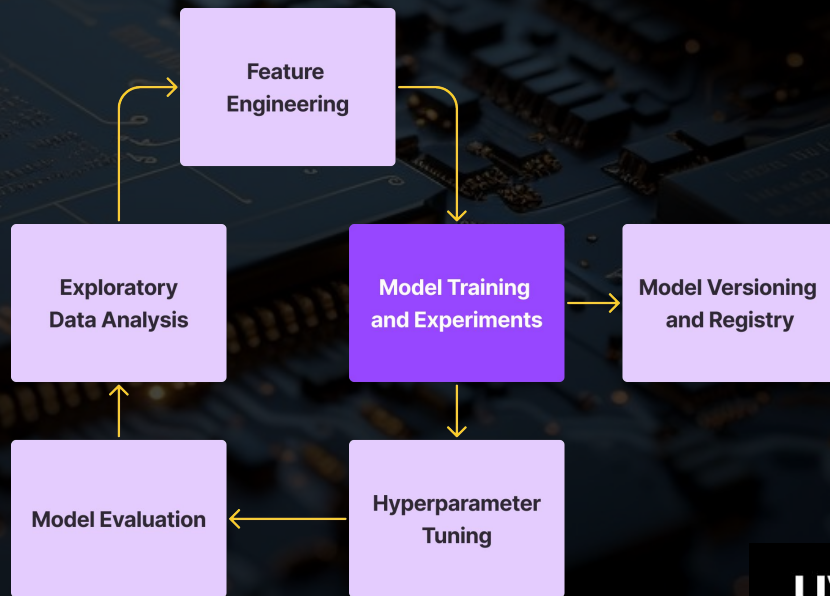 Feature
Engineering
Exploratory
Data Analysis
Model Training
and Experiments
Model Versioning
and Registry
Model Evaluation
Hyperparameter
Tuning